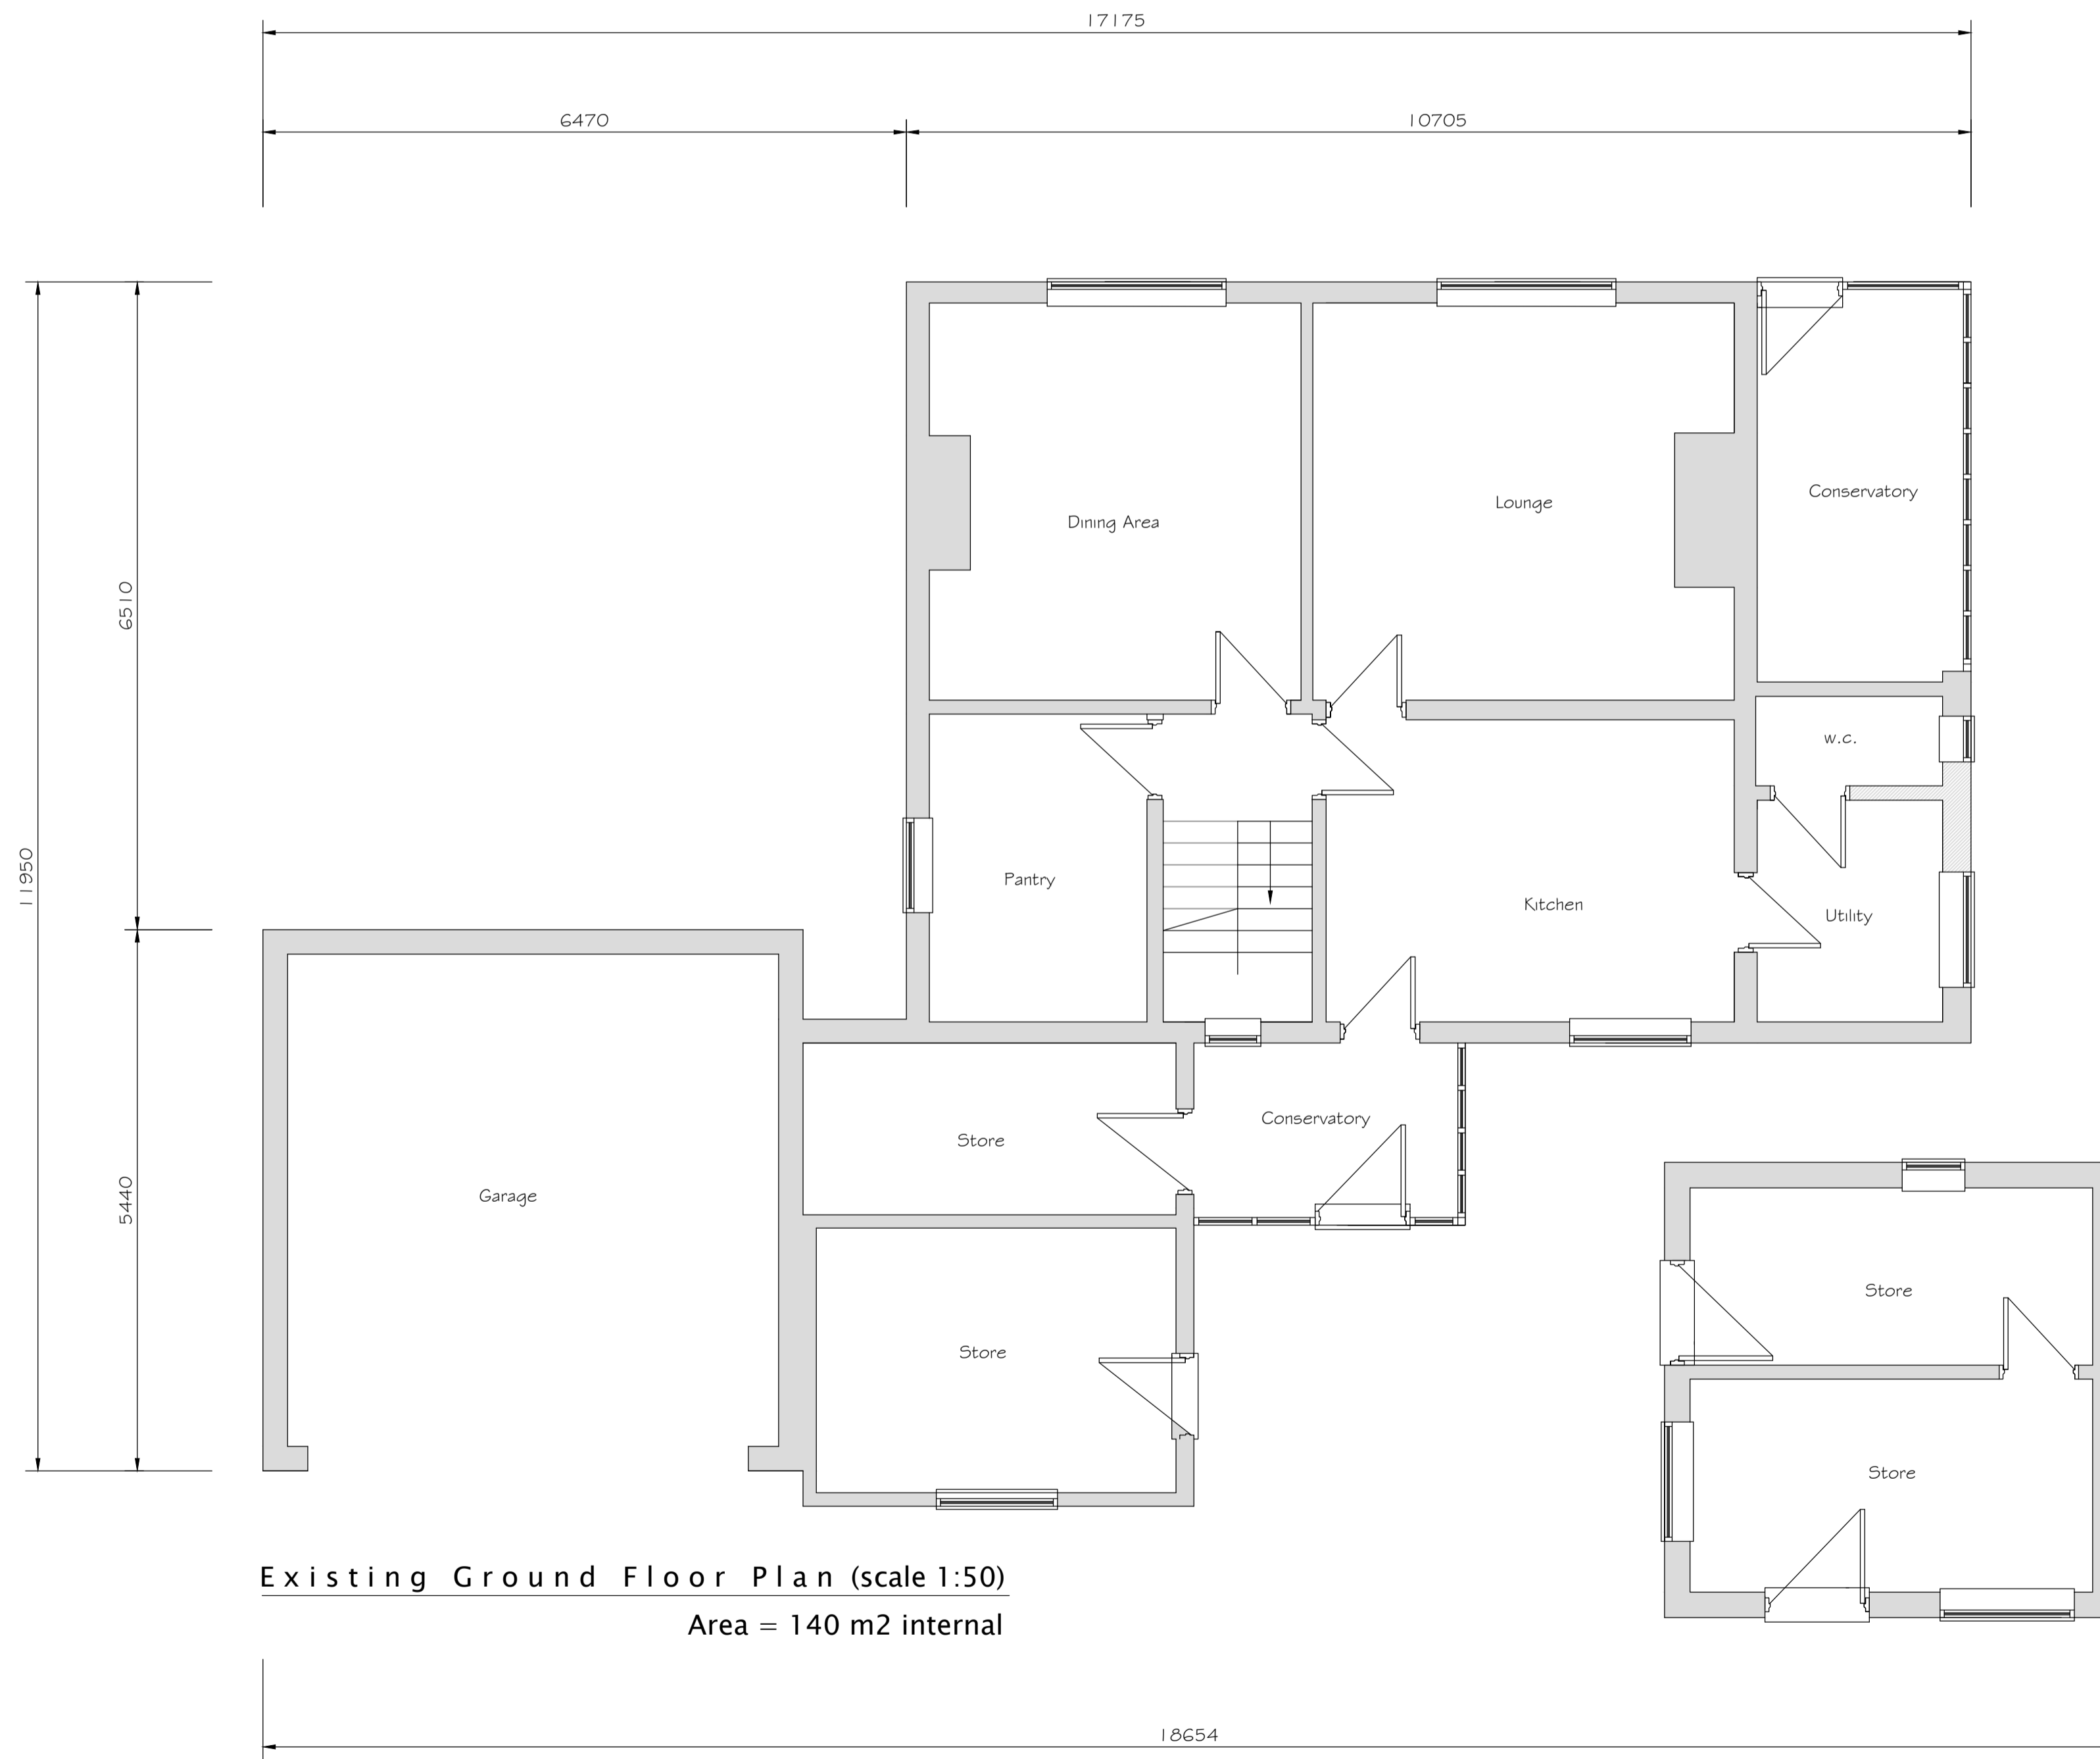 17175
6470
10705
Conservatory
Lounge
Dining Area
6510
w.c.
11950
Pantry
Kitchen
Utility
Conservatory
Store
5440
Garage
Store
Store
Store
Existing Ground Floor Plan (scale 1:50)
Area = 140 m2 internal
18654